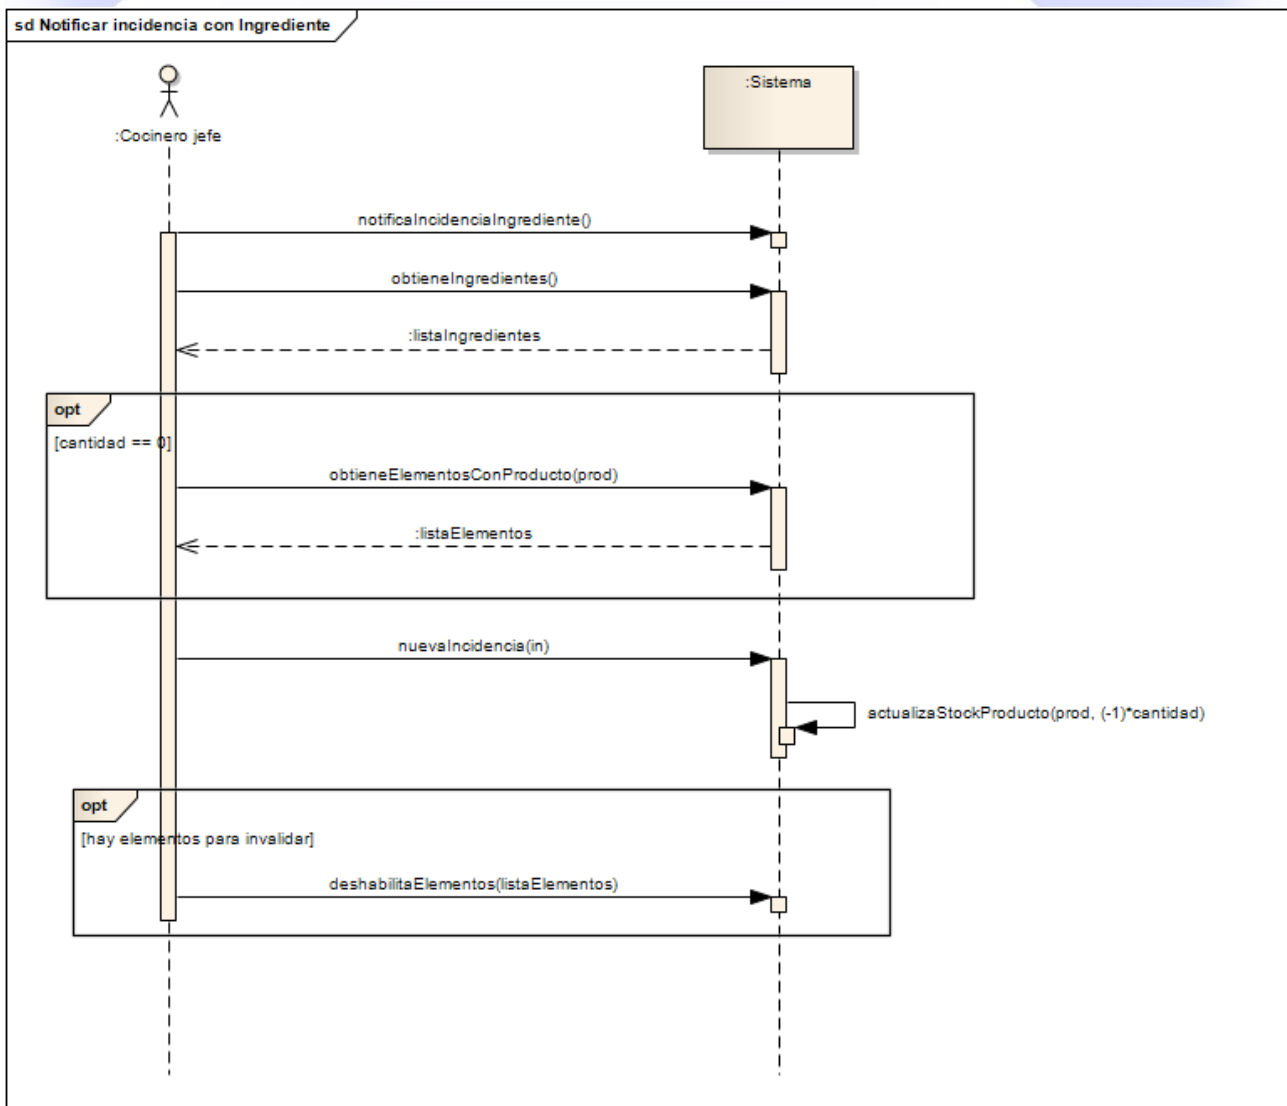 sd Notificar incidencia con Ingrediente
:Sistema
:Cocinero jefe
notificaIncidenciaIngrediente()
obtieneIngredientes()
:listaIngredientes
opt
[cantidad == 0]
obtieneElementosConProducto(prod)
:listaElementos
nuevaIncidencia(in)
actualizaStockProducto(prod, (-1)*cantidad)
opt
[hay elementos para invalidar]
deshabilitaElementos(listaElementos)